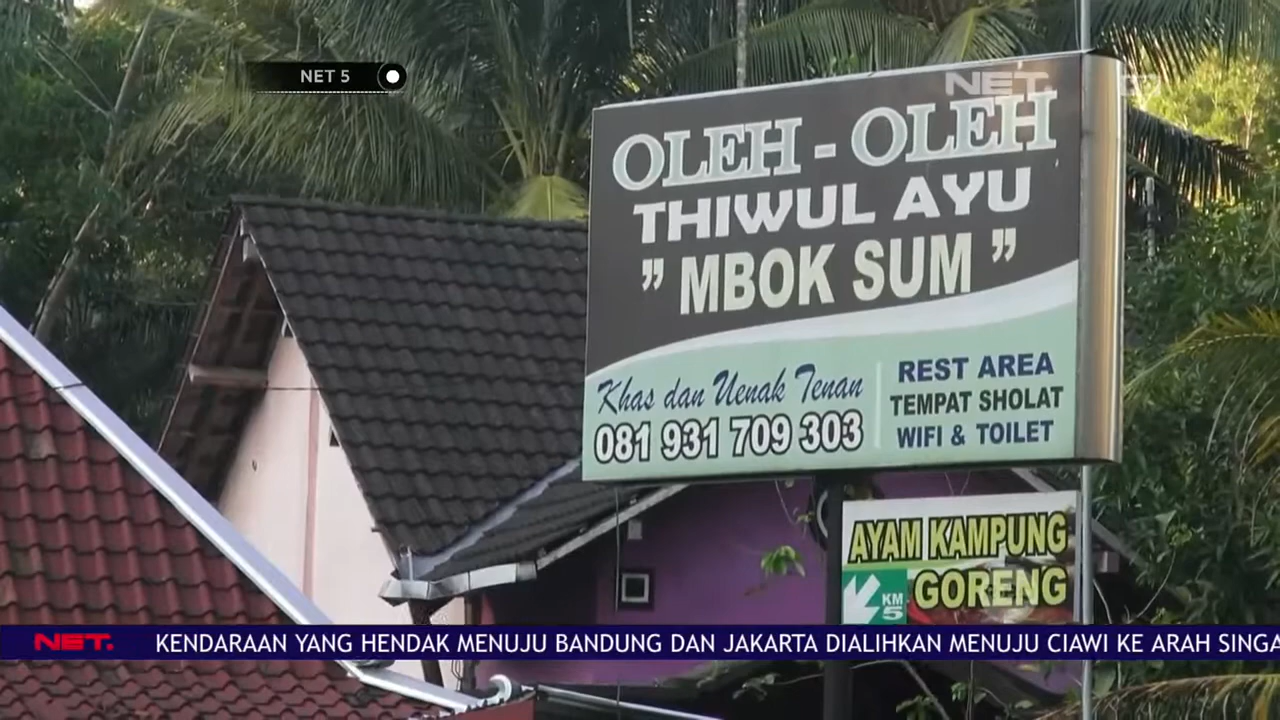 NET 5
NET.
OLEH - OLEH
THIWUL AYU
” MBOK SUM ”
Khas dan Uenak Tenan
081 931 709 303
REST AREA
TEMPAT SHOLAT
WIFI & TOILET
AYAM KAMPUNG
GORENG
KM
5
NET.
KENDARAAN YANG HENDAK MENUJU BANDUNG DAN JAKARTA DIALIHKAN MENUJU CIAWI KE ARAH SINGA